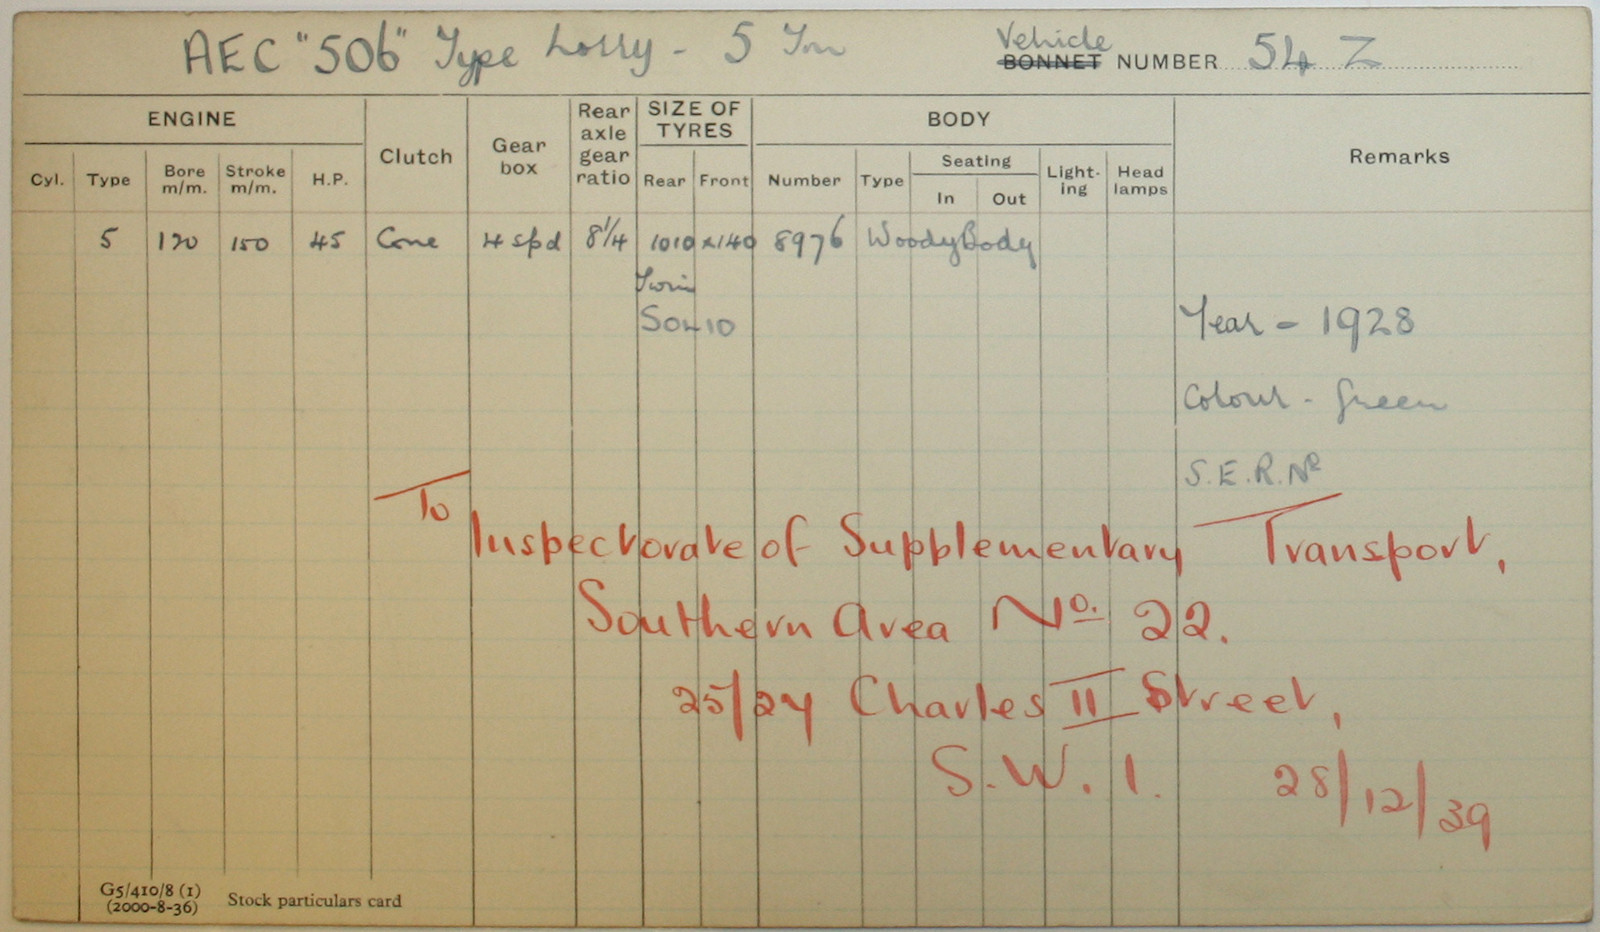 AEC "506" Type Lorry - 5 Ton
Vehicle
BONNET NUMBER 54 Z
ENGINE
Clutch
Gear box
Rear axle gear ratio
SIZE OF TYRES
BODY
Remarks
Cyl. Type Bore m/m. Stroke m/m. H.P.
Rear Front
Number Type
Seating
In Out
Lighting
Head lamps
5 120 150 45 Cone 4 spd 8¼ 1010 x 140 8976 Woody Body
Twin
SOLID
Year - 1928
Colour - Green
S.E.R. No
To
Inspectorate of Supplementary Transport,
Southern Area No. 22.
25/27 Charles II Street,
S.W. 1.
28/12/39
G5/410/8 (1)
(2000-8-36)
Stock particulars card